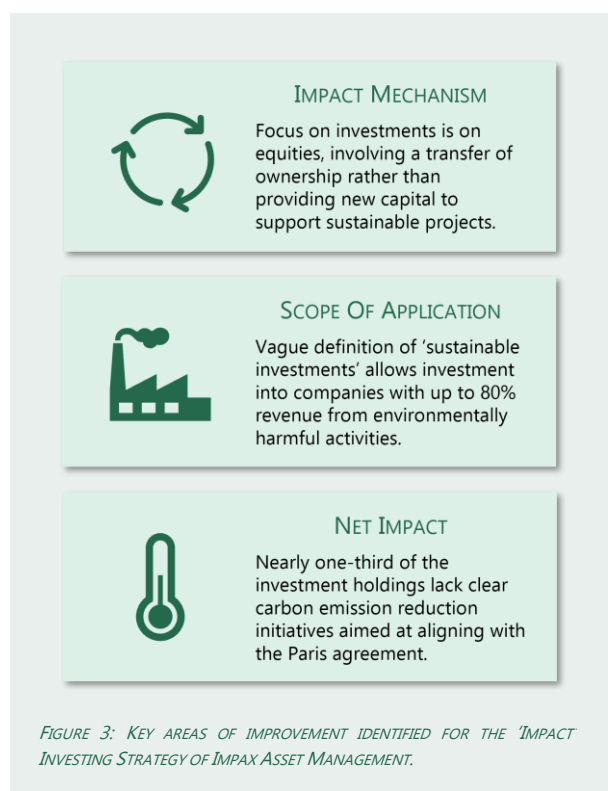 Impact Mechanism
Focus on investments is on
equities, involving a transfer of
ownership rather than
providing new capital to
support sustainable projects.
Scope Of Application
Vague definition of ‘sustainable
investments’ allows investment
into companies with up to 80%
revenue from environmentally
harmful activities.
Net Impact
Nearly one-third of the
investment holdings lack clear
carbon emission reduction
initiatives aimed at aligning with
the Paris agreement.
Figure 3: Key areas of improvement identified for the ‘Impact’
Investing Strategy of Impax Asset Management.